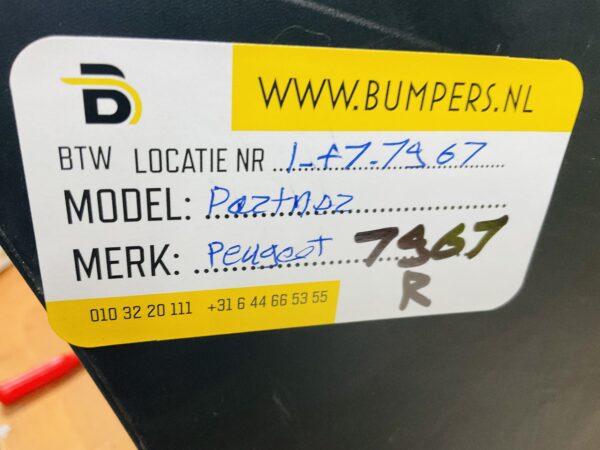 B
WWW.BUMPERS.NL
BTW LOCATIE NR 1-f7-7967
MODEL: Partner
MERK: peugeot 7967
R
010 32 20 111 +31 6 44 66 53 55